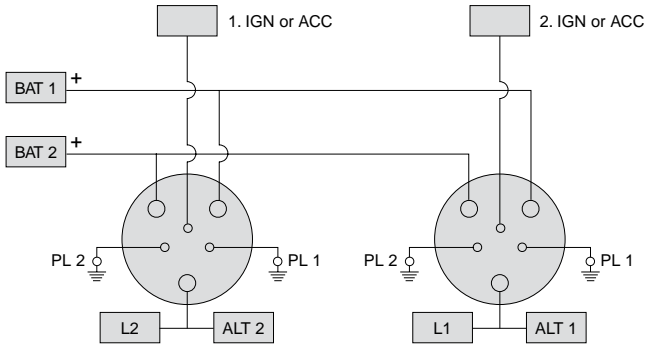 1. IGN or ACC
2. IGN or ACC
BAT 1 +
BAT 2 +
PL 2
PL 1
PL 2
PL 1
L2
ALT 2
L1
ALT 1